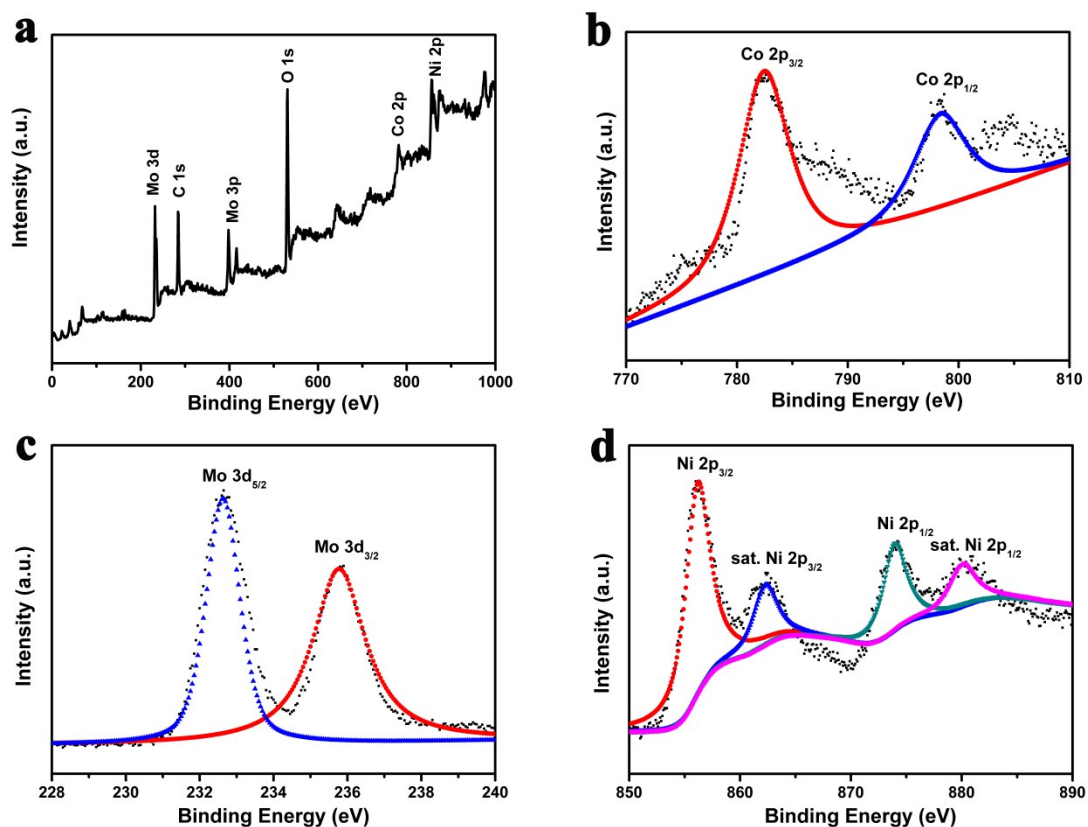 a
Intensity (a.u.)
Mo 3d
C 1s
Mo 3p
O 1s
Co 2p
Ni 2p
0 200 400 600 800 1000
Binding Energy (eV)
b
Intensity (a.u.)
Co 2p3/2
Co 2p1/2
770 780 790 800 810
Binding Energy (eV)
c
Intensity (a.u.)
Mo 3d5/2
Mo 3d3/2
228 230 232 234 236 238 240
Binding Energy (eV)
d
Intensity (a.u.)
Ni 2p3/2
sat. Ni 2p3/2
Ni 2p1/2
sat. Ni 2p1/2
850 860 870 880 890
Binding Energy (eV)